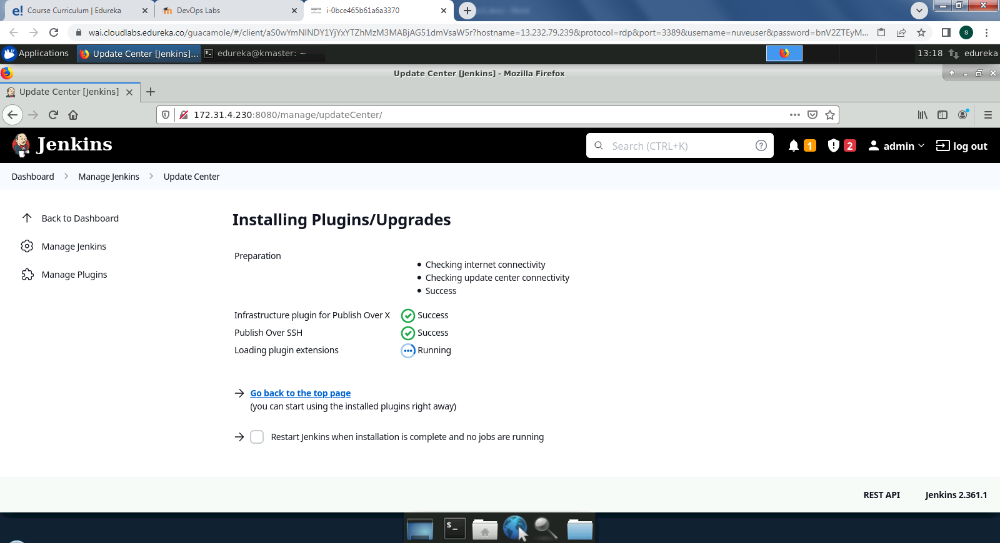 Course Curriculum | Edureka
DevOps Labs
i-0bce465b61a6a3370
wai.cloudlabs.edureka.co/guacamole/#/client/aS0wYmNlNDY1YjYxYTZhMzM3MABjAG51dmVsaW5r?hostname=13.232.79.239&protocol=rdp&port=3389&username=nuveuser&password=bnV2ZTEyM...
S
Applications
Update Center [Jenkins]...
edureka@kmaster: ~
13:18
edureka
Update Center [Jenkins] - Mozilla Firefox
Update Center [Jenkins]
172.31.4.230:8080/manage/updateCenter/
Jenkins
Search (CTRL+K)
1
2
admin
log out
Dashboard
Manage Jenkins
Update Center
Back to Dashboard
Manage Jenkins
Manage Plugins
Installing Plugins/Upgrades
Preparation
Checking internet connectivity
Checking update center connectivity
Success
Infrastructure plugin for Publish Over X Success
Publish Over SSH Success
Loading plugin extensions Running
Go back to the top page
(you can start using the installed plugins right away)
Restart Jenkins when installation is complete and no jobs are running
REST API
Jenkins 2.361.1